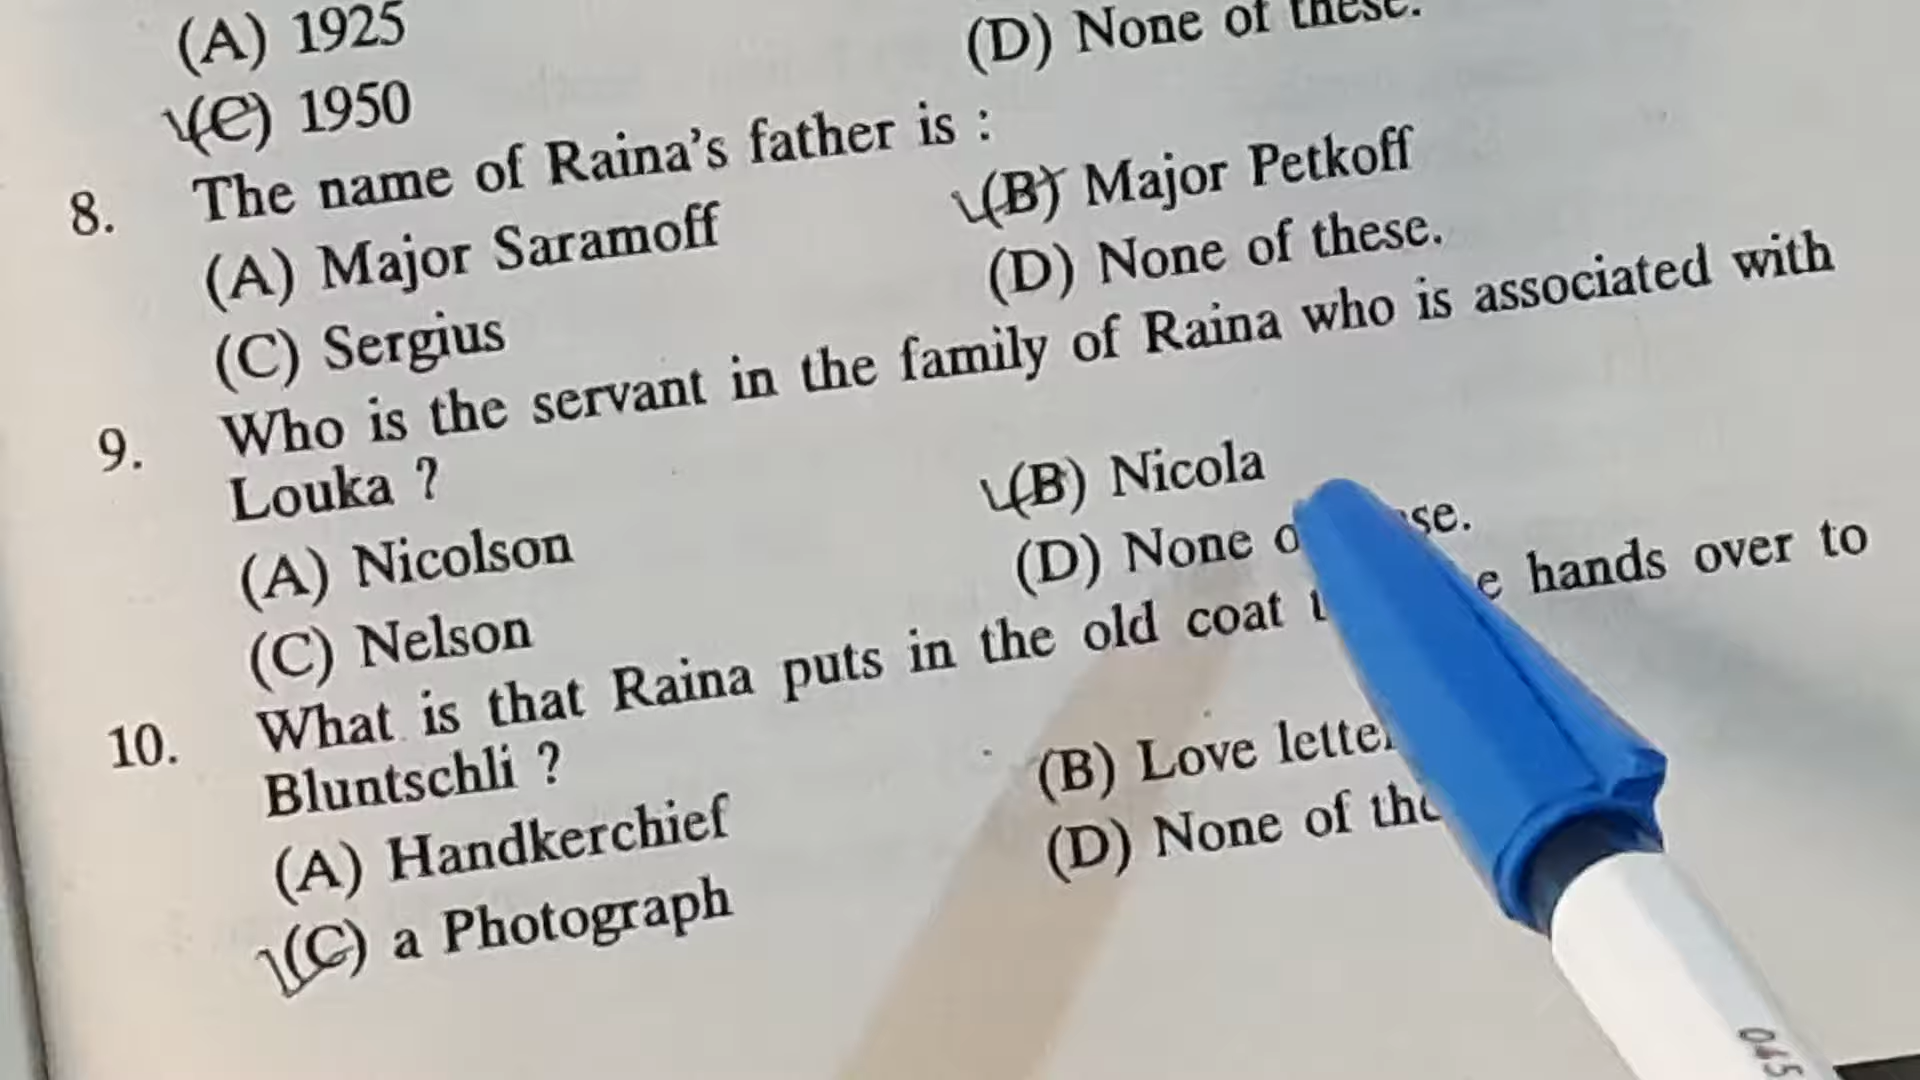 (A) 1925
(D) None of these.
(C) 1950
8. The name of Raina's father is :
(A) Major Saramoff
(B) Major Petkoff
(C) Sergius
(D) None of these.
9. Who is the servant in the family of Raina who is associated with
Louka ?
(A) Nicolson
(B) Nicola
(C) Nelson
(D) None
10. What is that Raina puts in the old coat hands over to
Bluntschli ?
(A) Handkerchief
(B) Love
(C) a Photograph
(D) None of
045